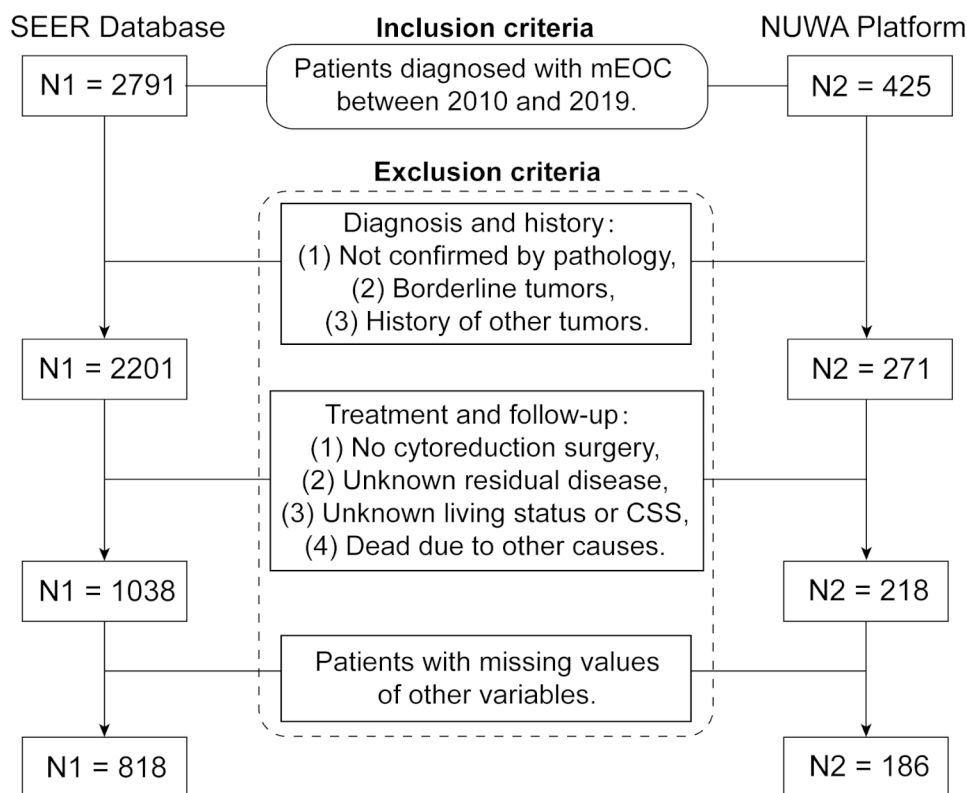 SEER Database
Inclusion criteria
NUWA Platform
N1 = 2791
Patients diagnosed with mEOC
between 2010 and 2019.
N2 = 425
Exclusion criteria
Diagnosis and history:
(1) Not confirmed by pathology,
(2) Borderline tumors,
(3) History of other tumors.
N1 = 2201
N2 = 271
Treatment and follow-up:
(1) No cytoreduction surgery,
(2) Unknown residual disease,
(3) Unknown living status or CSS,
(4) Dead due to other causes.
N1 = 1038
N2 = 218
Patients with missing values
of other variables.
N1 = 818
N2 = 186